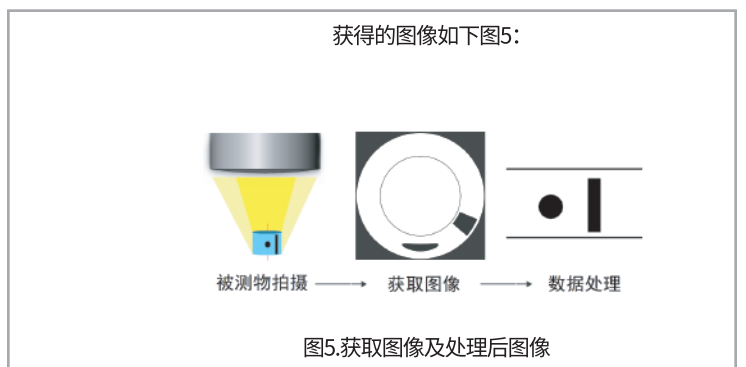 获得的图像如下图5：
被测物拍摄 → 获取图像 → 数据处理
图5.获取图像及处理后图像